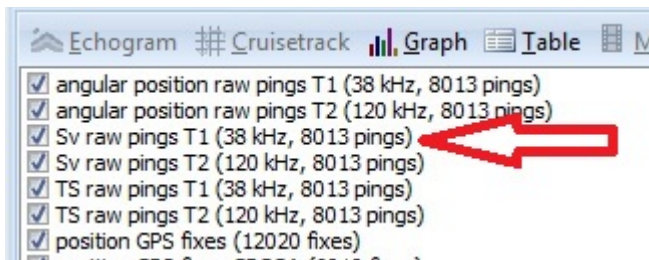 Echogram Cruisetrack Graph Table M
angular position raw pings T1 (38 kHz, 8013 pings)
angular position raw pings T2 (120 kHz, 8013 pings)
Sv raw pings T1 (38 kHz, 8013 pings)
Sv raw pings T2 (120 kHz, 8013 pings)
TS raw pings T1 (38 kHz, 8013 pings)
TS raw pings T2 (120 kHz, 8013 pings)
position GPS fixes (12020 fixes)